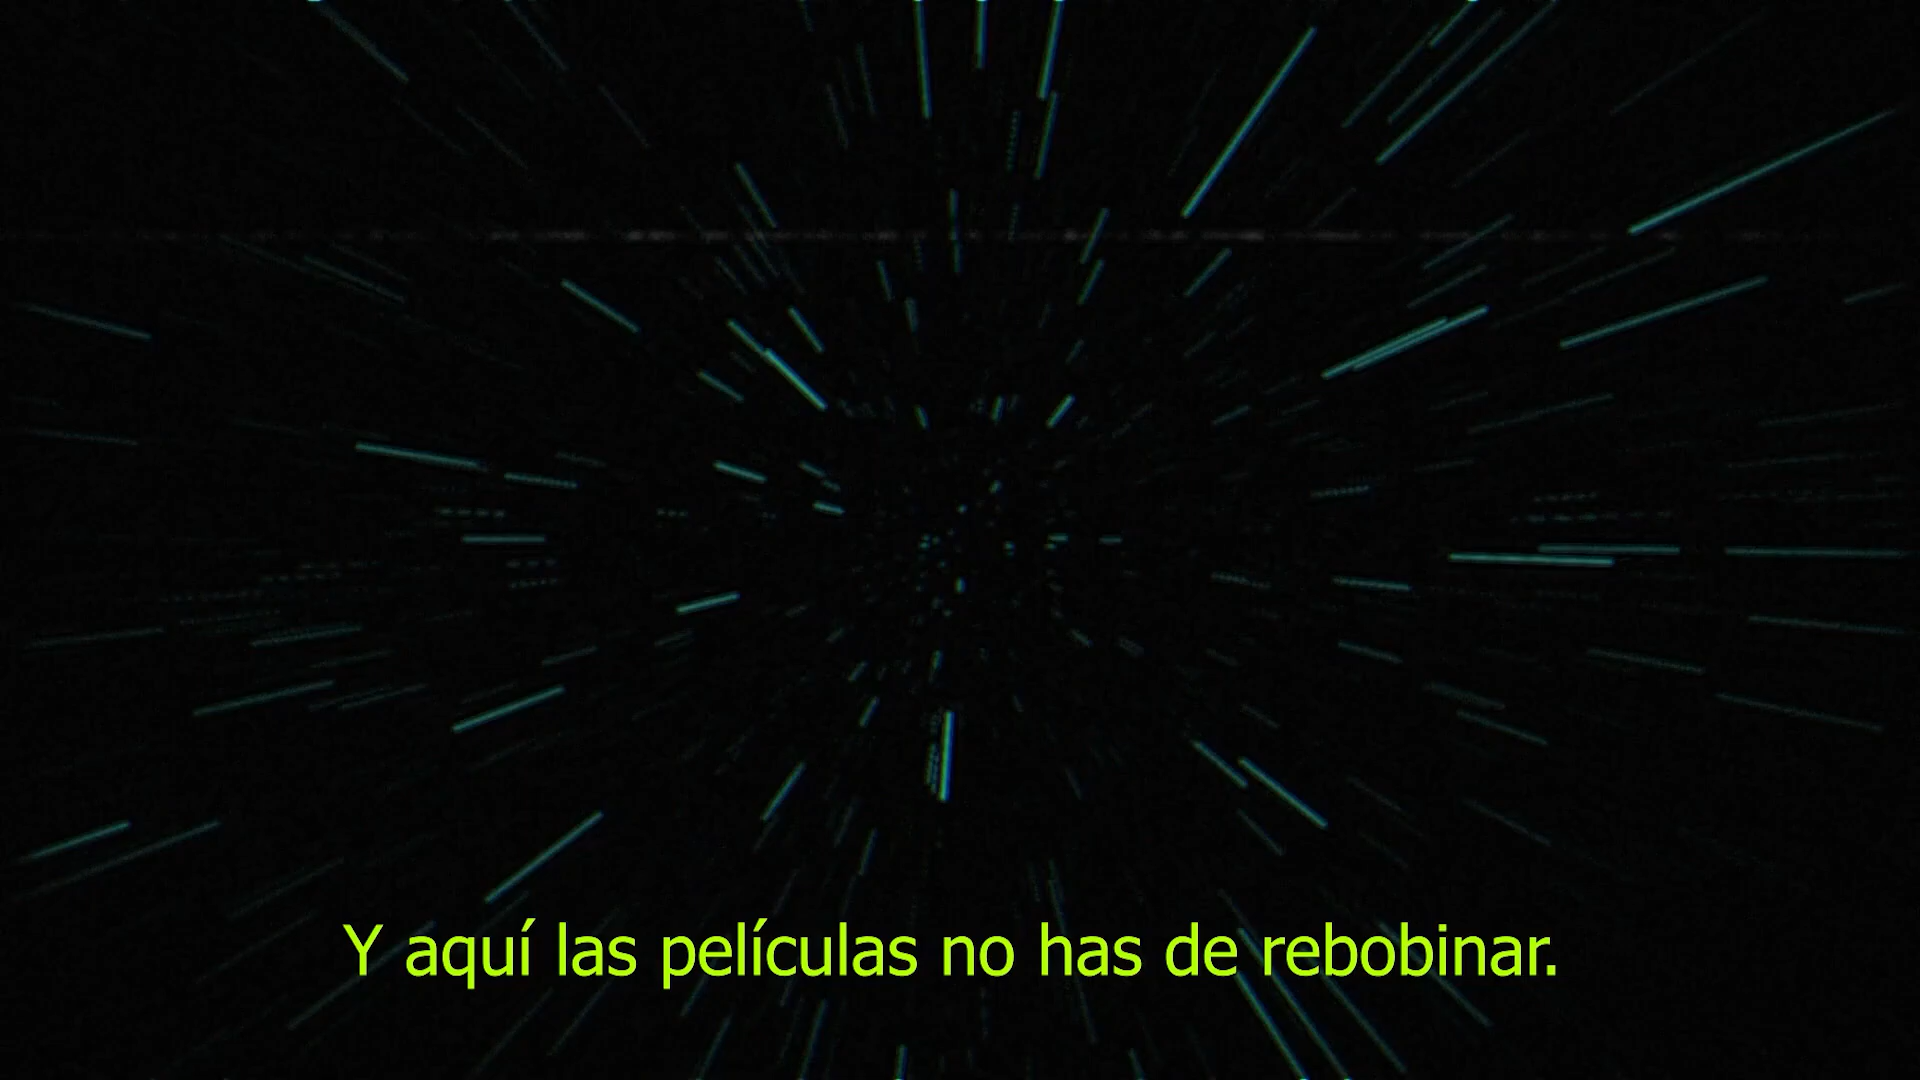 Y aquí las películas no has de rebobinar.